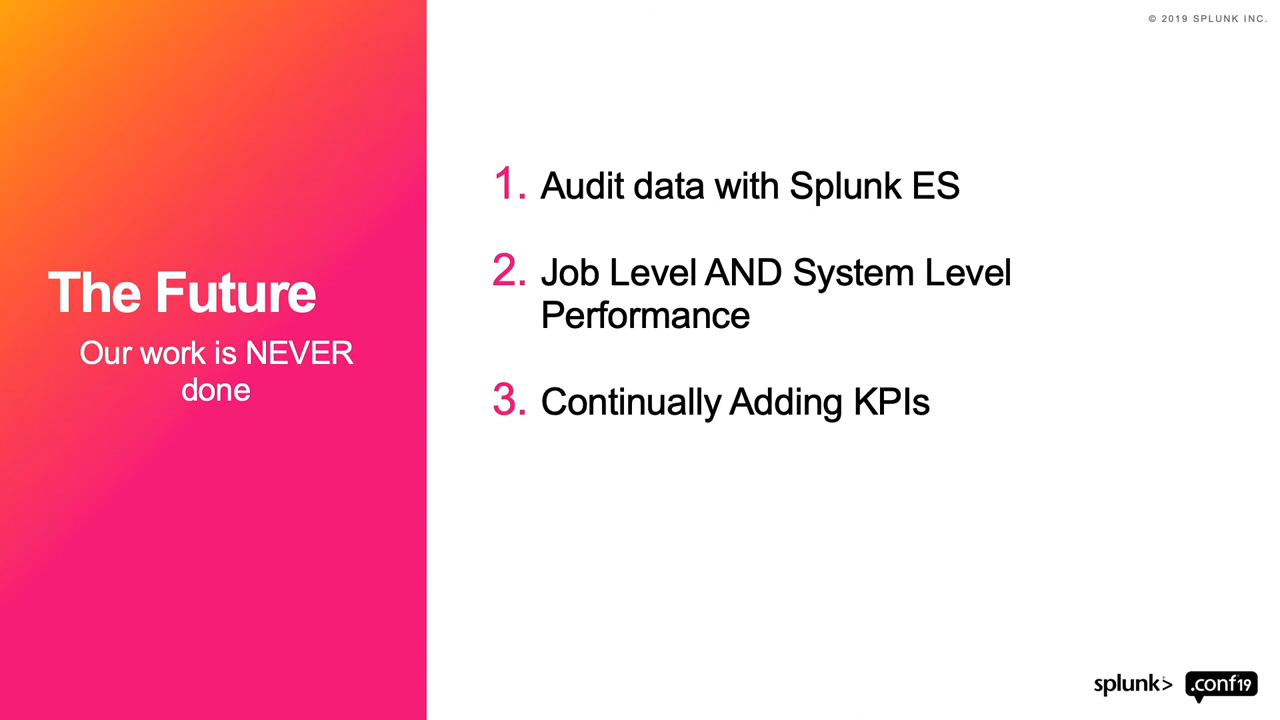 © 2019 SPLUNK INC.
The Future
Our work is NEVER
done
1. Audit data with Splunk ES
2. Job Level AND System Level
Performance
3. Continually Adding KPIs
splunk> .conf19